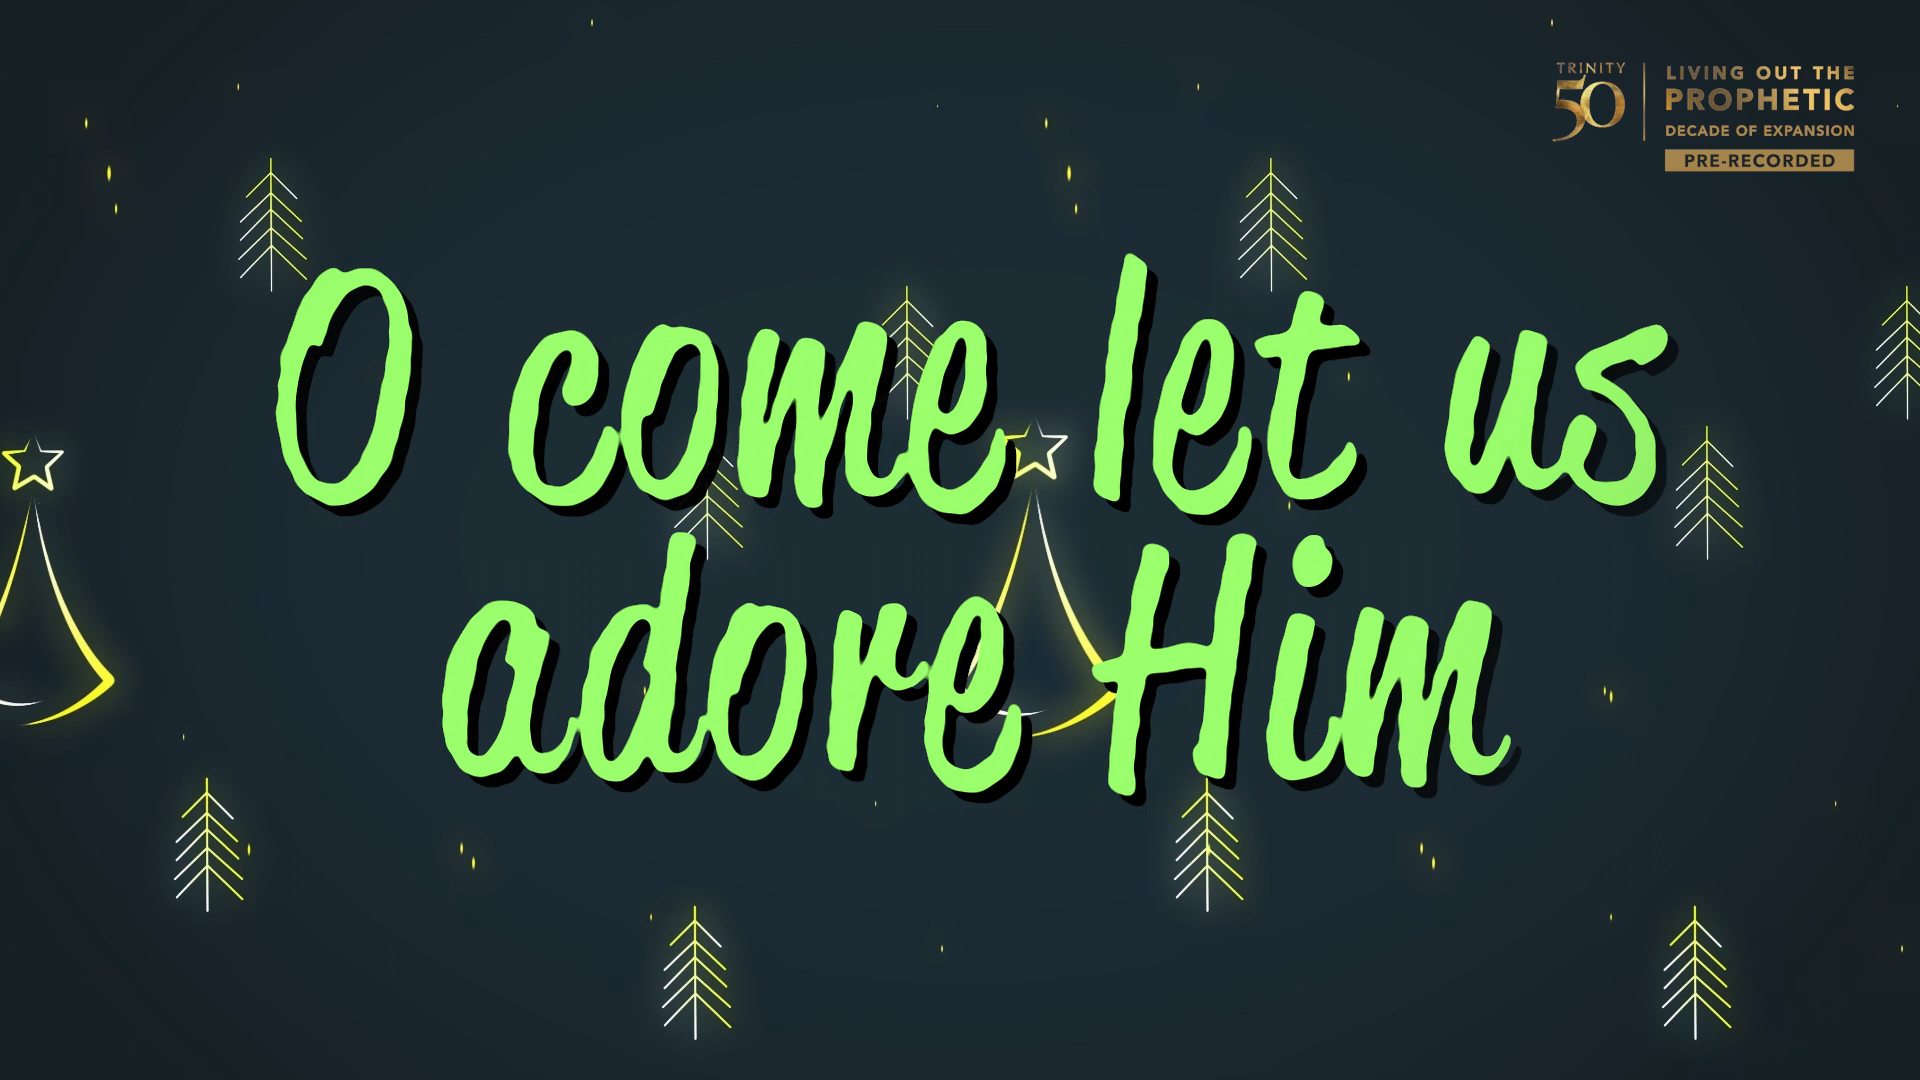 TRINITY
50
LIVING OUT THE
PROPHETIC
DECADE OF EXPANSION
PRE-RECORDED
O come let us
adore Him